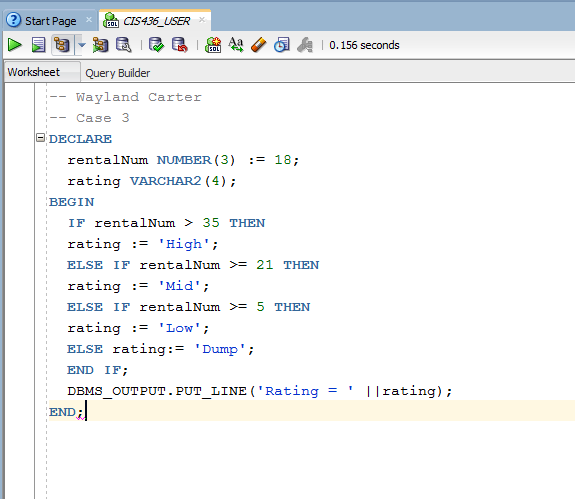 Start Page × CIS436_USER ×
0.156 seconds
Worksheet Query Builder
-- Wayland Carter
-- Case 3
DECLARE
rentalNum NUMBER(3) := 18;
rating VARCHAR2(4);
BEGIN
IF rentalNum > 35 THEN
rating := 'High';
ELSE IF rentalNum >= 21 THEN
rating := 'Mid';
ELSE IF rentalNum >= 5 THEN
rating := 'Low';
ELSE rating:= 'Dump';
END IF;
DBMS_OUTPUT.PUT_LINE('Rating = ' ||rating);
END;